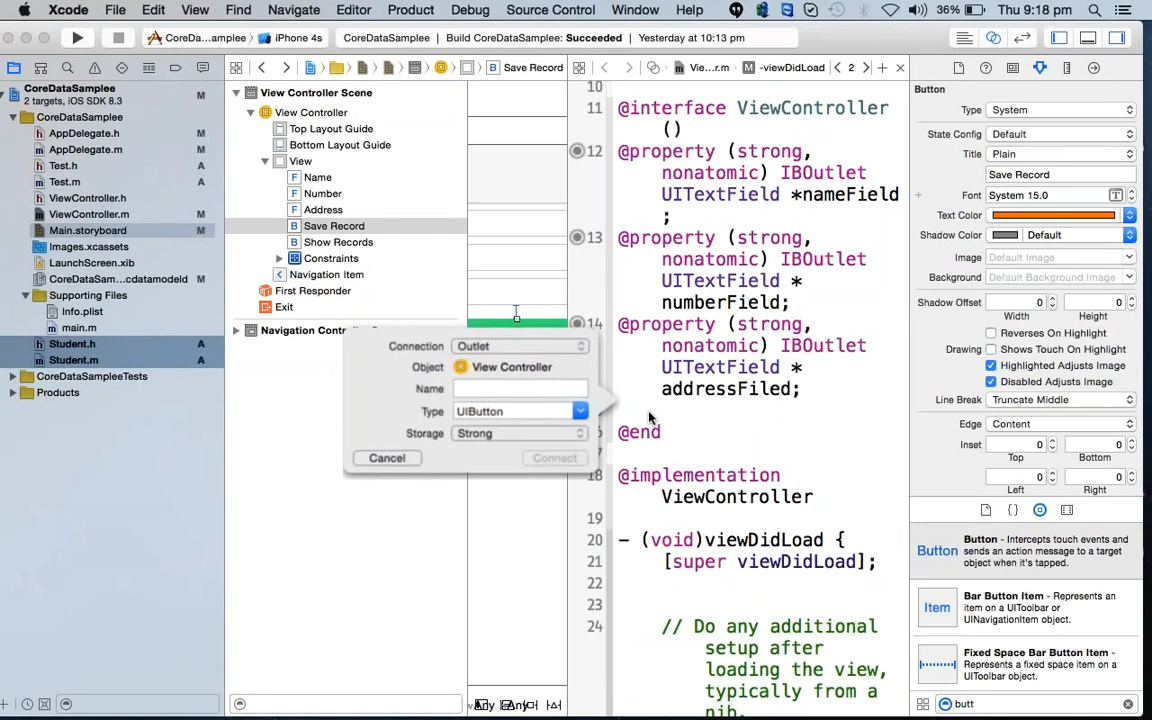 Xcode File Edit View Find Navigate Editor Product Debug Source Control Window Help 36% Thu 9:18 pm
CoreDa...amplee iPhone 4s CoreDataSamplee Build CoreDataSamplee: Succeeded Yesterday at 10:13 pm
Save Record Vie...r.m -viewDidLoad 2
CoreDataSamplee M
2 targets, iOS SDK 8.3
CoreDataSamplee
AppDelegate.h M
AppDelegate.m M
Test.h A
Test.m A
ViewController.h
ViewController.m M
Main.storyboard M
Images.xcassets
LaunchScreen.xib
CoreDataSam...cdatamodeld M
Supporting Files
Info.plist
main.m
Student.h A
Student.m A
CoreDataSampleeTests
Products
View Controller Scene
View Controller
Top Layout Guide
Bottom Layout Guide
View
F Name
F Number
F Address
B Save Record
B Show Records
Constraints
Navigation Item
First Responder
Exit
Navigation Con
Connection Outlet
Object View Controller
Name
Type UIButton
Storage Strong
Cancel Connect
10
11 @interface ViewController
()
12 @property (strong,
nonatomic) IBOutlet
UITextField *nameField
;
13 @property (strong,
nonatomic) IBOutlet
UITextField *
numberField;
14 @property (strong,
nonatomic) IBOutlet
UITextField *
addressFiled;
@end
18 @implementation
ViewController
19
20 - (void)viewDidLoad {
21 [super viewDidLoad];
22
23
24 // Do any additional
setup after
loading the view,
typically from a
nib.
Button
Type System
State Config Default
Title Plain
Save Record
Font System 15.0
Text Color
Shadow Color Default
Image Default Image
Background Default Background Image
Shadow Offset 0 0
Width Height
Reverses On Highlight
Drawing Shows Touch On Highlight
Highlighted Adjusts Image
Disabled Adjusts Image
Line Break Truncate Middle
Edge Content
Inset 0 0
Top Bottom
0 0
Left Right
Button Button - Intercepts touch events and
sends an action message to a target
object when it's tapped.
Item Bar Button Item - Represents an
item on a UIToolbar or
UINavigationItem object.
Fixed Space Bar Button Item -
Represents a fixed space item on a
UIToolbar object.
Any Any butt